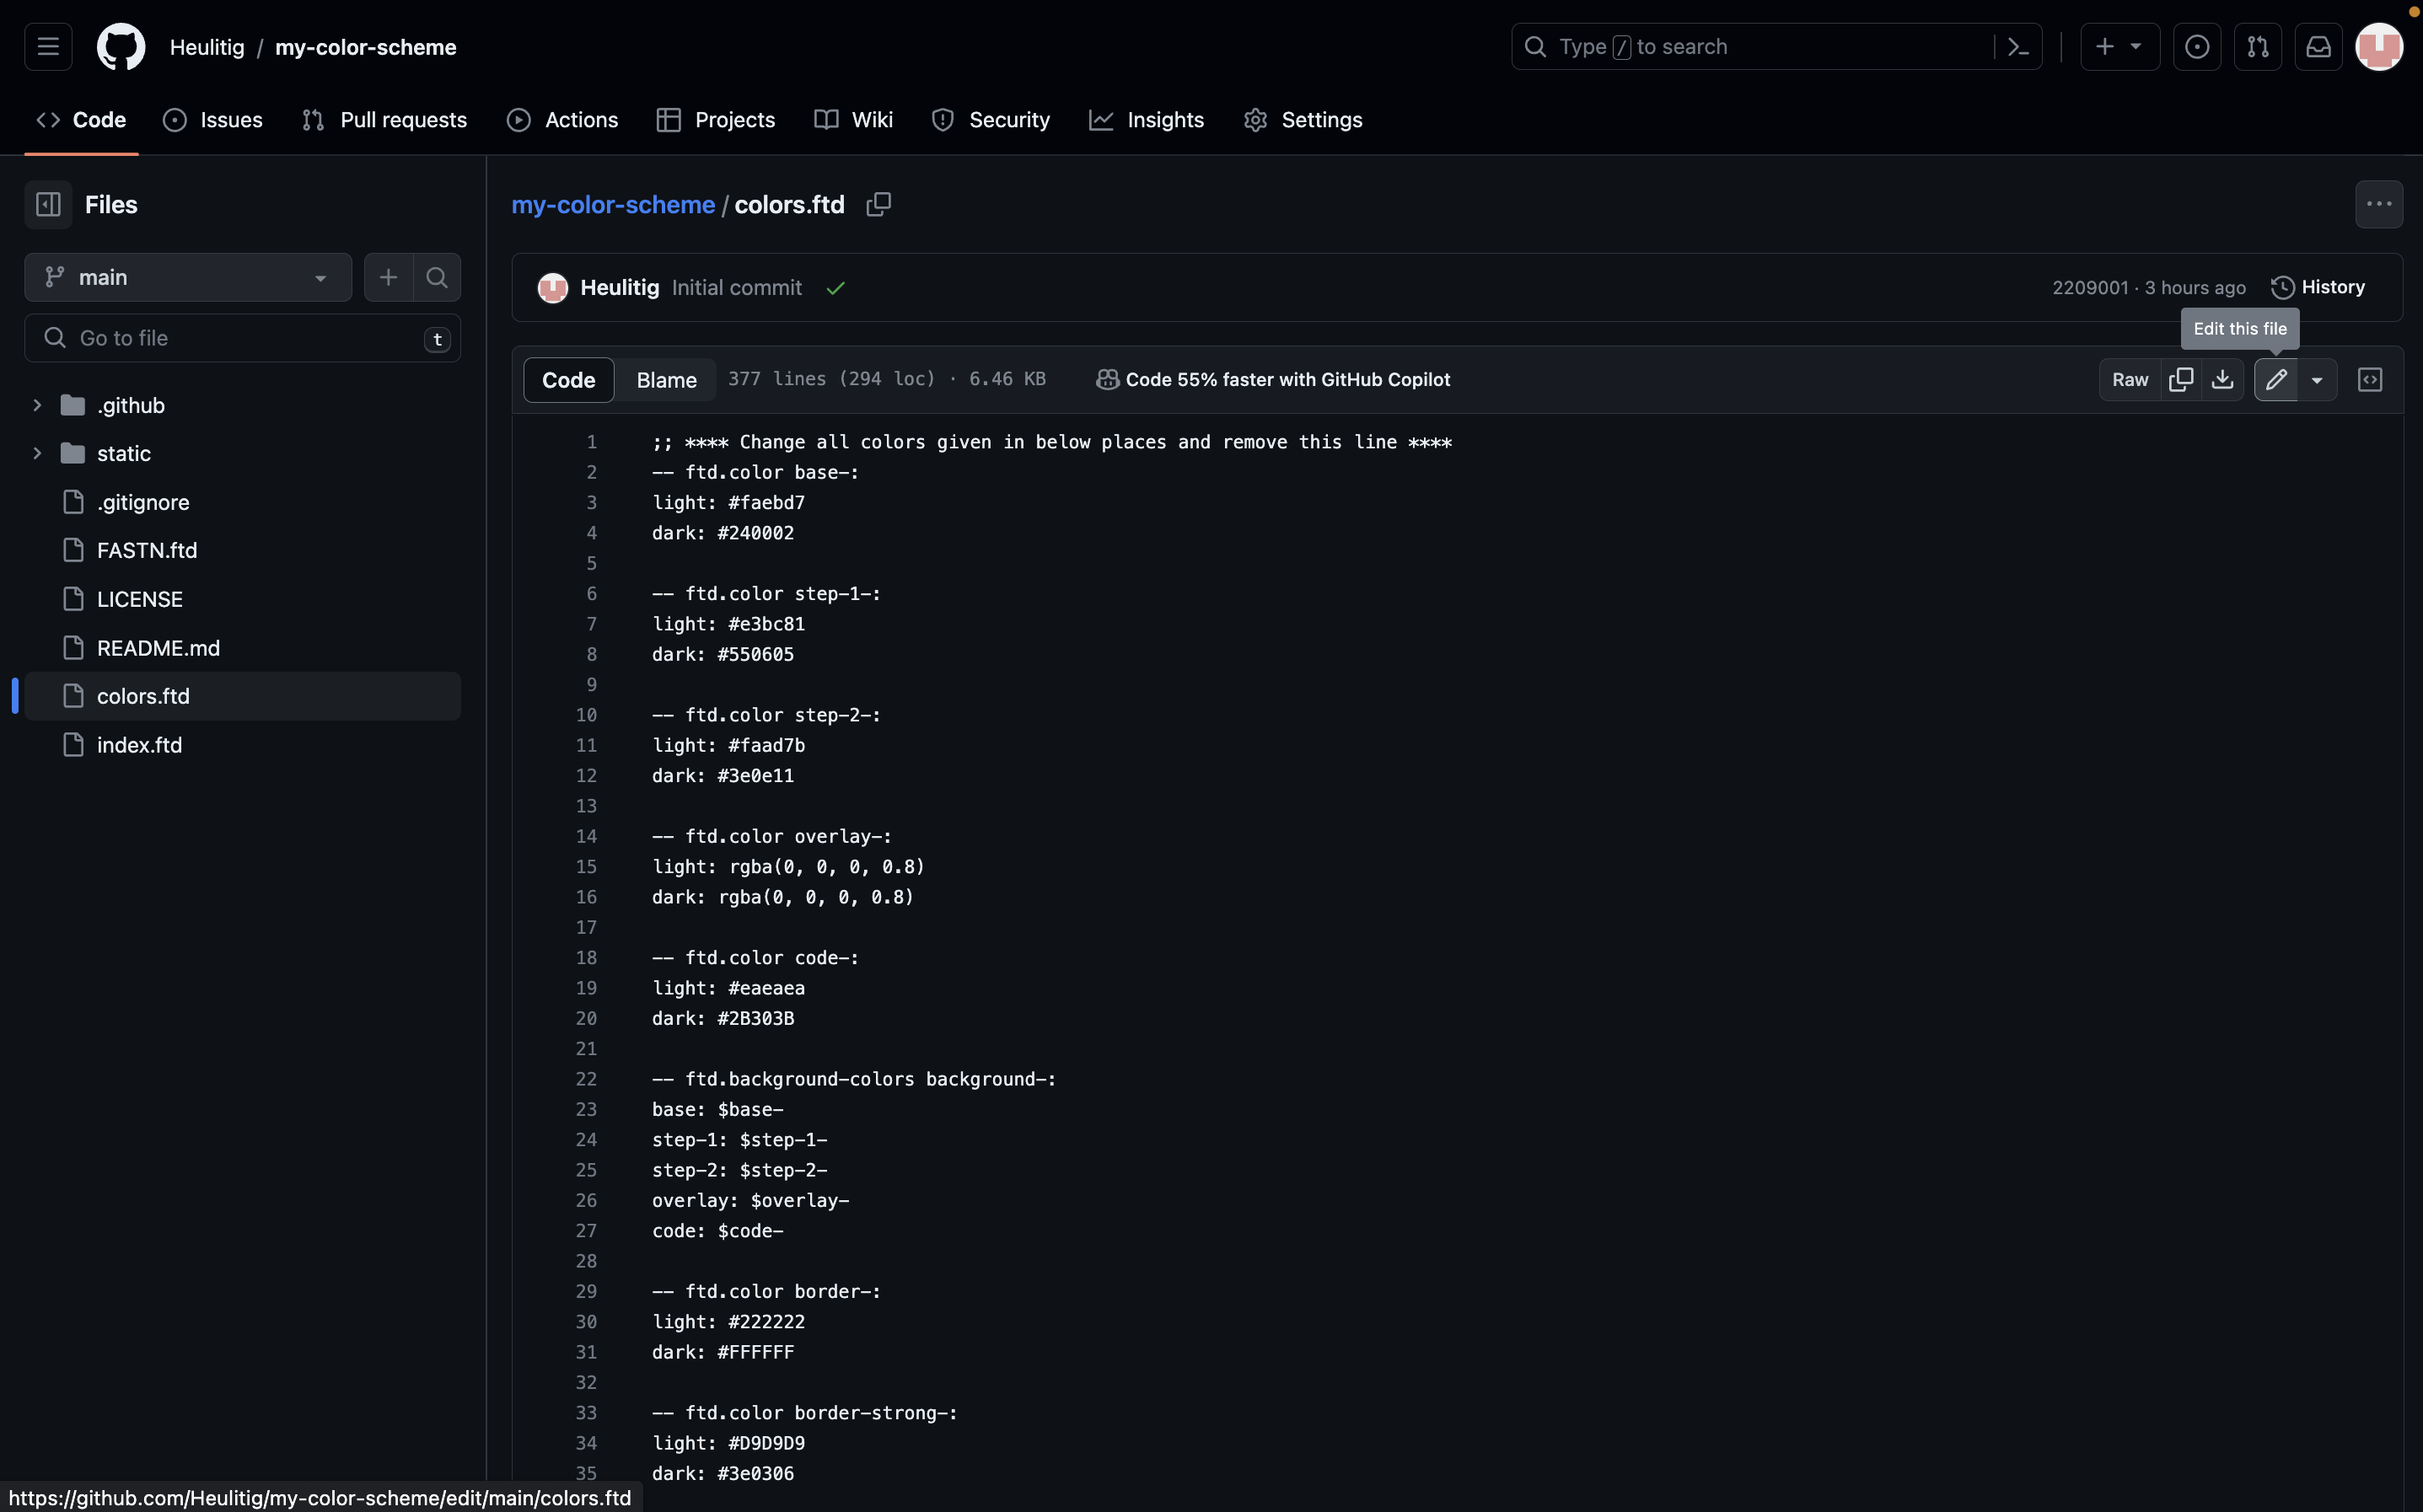 Heulitig / my-color-scheme
Type / to search
Code Issues Pull requests Actions Projects Wiki Security Insights Settings
Files
main
Go to file t
.github
static
.gitignore
FASTN.ftd
LICENSE
README.md
colors.ftd
index.ftd
my-color-scheme / colors.ftd
Heulitig Initial commit
2209001 · 3 hours ago History
Edit this file
Code Blame 377 lines (294 loc) · 6.46 KB Code 55% faster with GitHub Copilot Raw
1 ;; **** Change all colors given in below places and remove this line ****
2 -- ftd.color base-:
3 light: #faebd7
4 dark: #240002
5
6 -- ftd.color step-1-:
7 light: #e3bc81
8 dark: #550605
9
10 -- ftd.color step-2-:
11 light: #faad7b
12 dark: #3e0e11
13
14 -- ftd.color overlay-:
15 light: rgba(0, 0, 0, 0.8)
16 dark: rgba(0, 0, 0, 0.8)
17
18 -- ftd.color code-:
19 light: #eaeaea
20 dark: #2B303B
21
22 -- ftd.background-colors background-:
23 base: $base-
24 step-1: $step-1-
25 step-2: $step-2-
26 overlay: $overlay-
27 code: $code-
28
29 -- ftd.color border-:
30 light: #222222
31 dark: #FFFFFF
32
33 -- ftd.color border-strong-:
34 light: #D9D9D9
35 dark: #3e0306
https://github.com/Heulitig/my-color-scheme/edit/main/colors.ftd